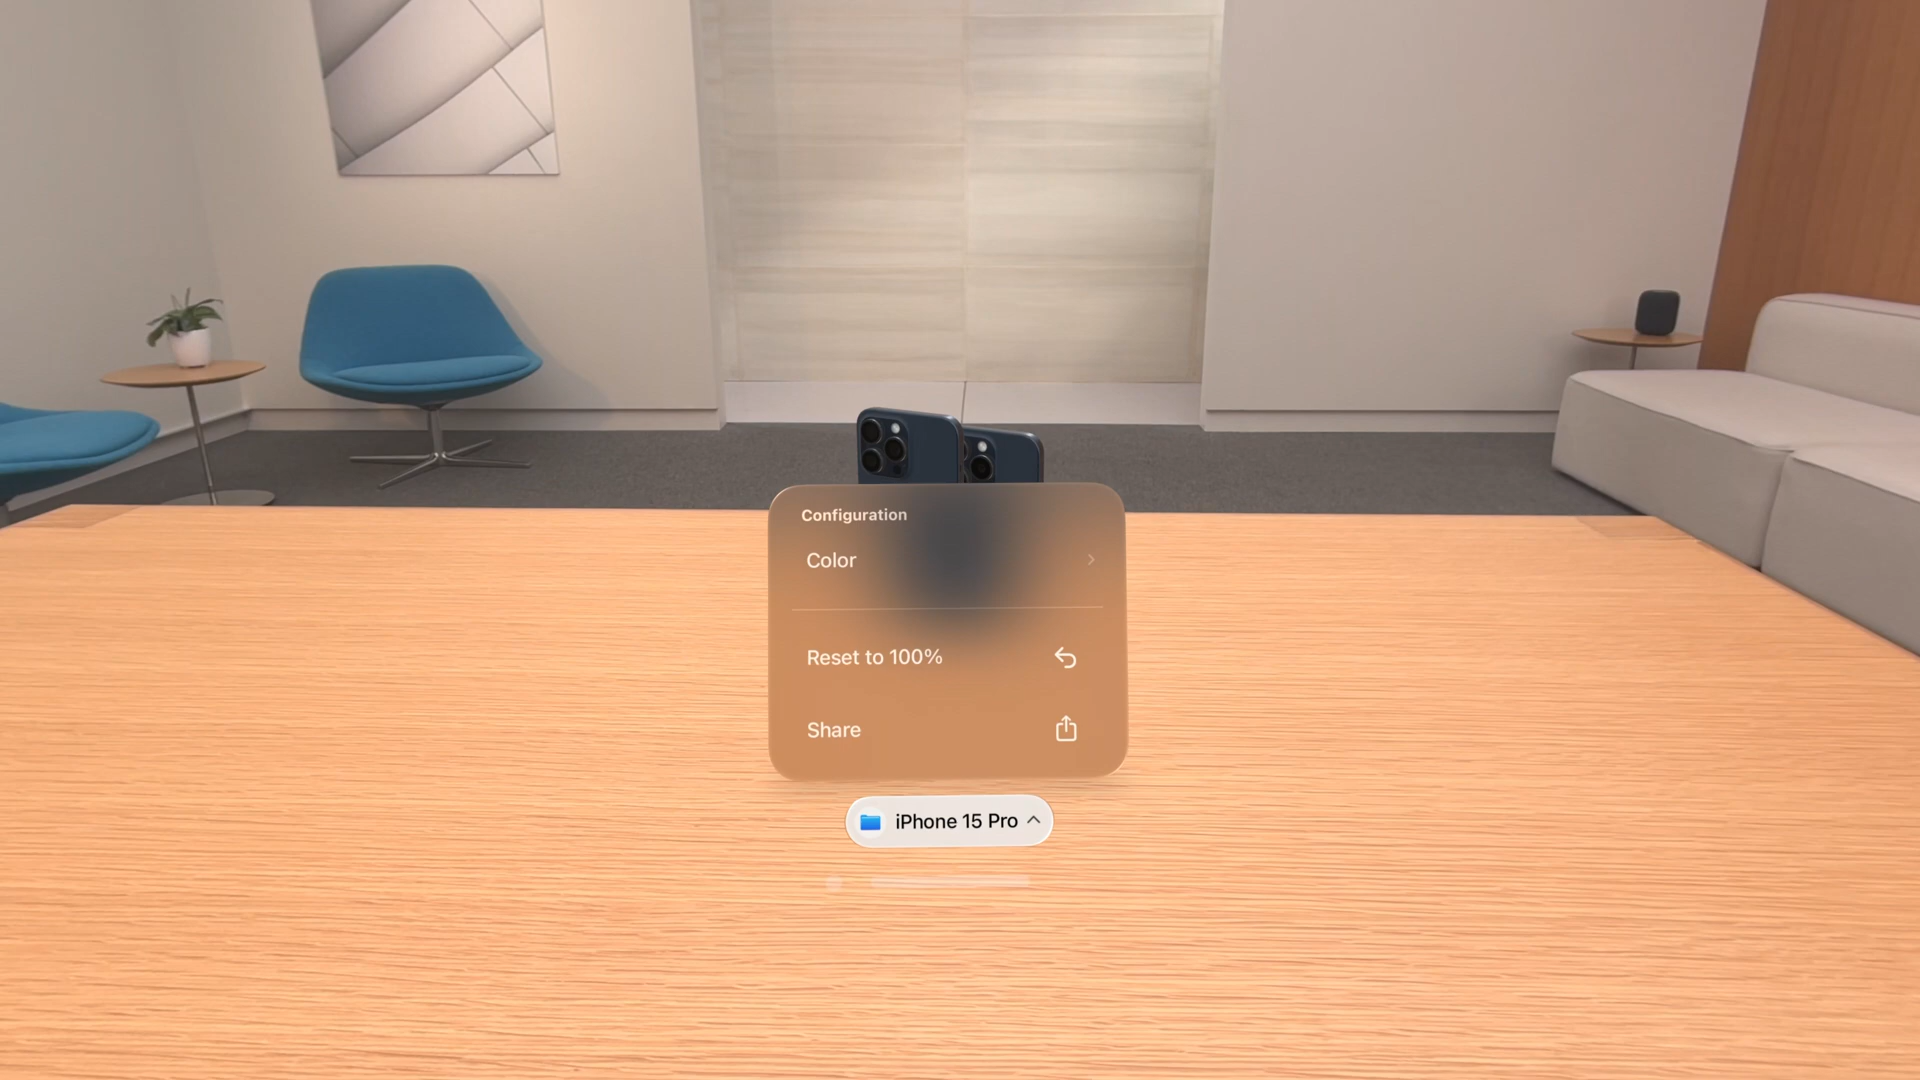 Configuration
Color
Reset to 100%
Share
iPhone 15 Pro